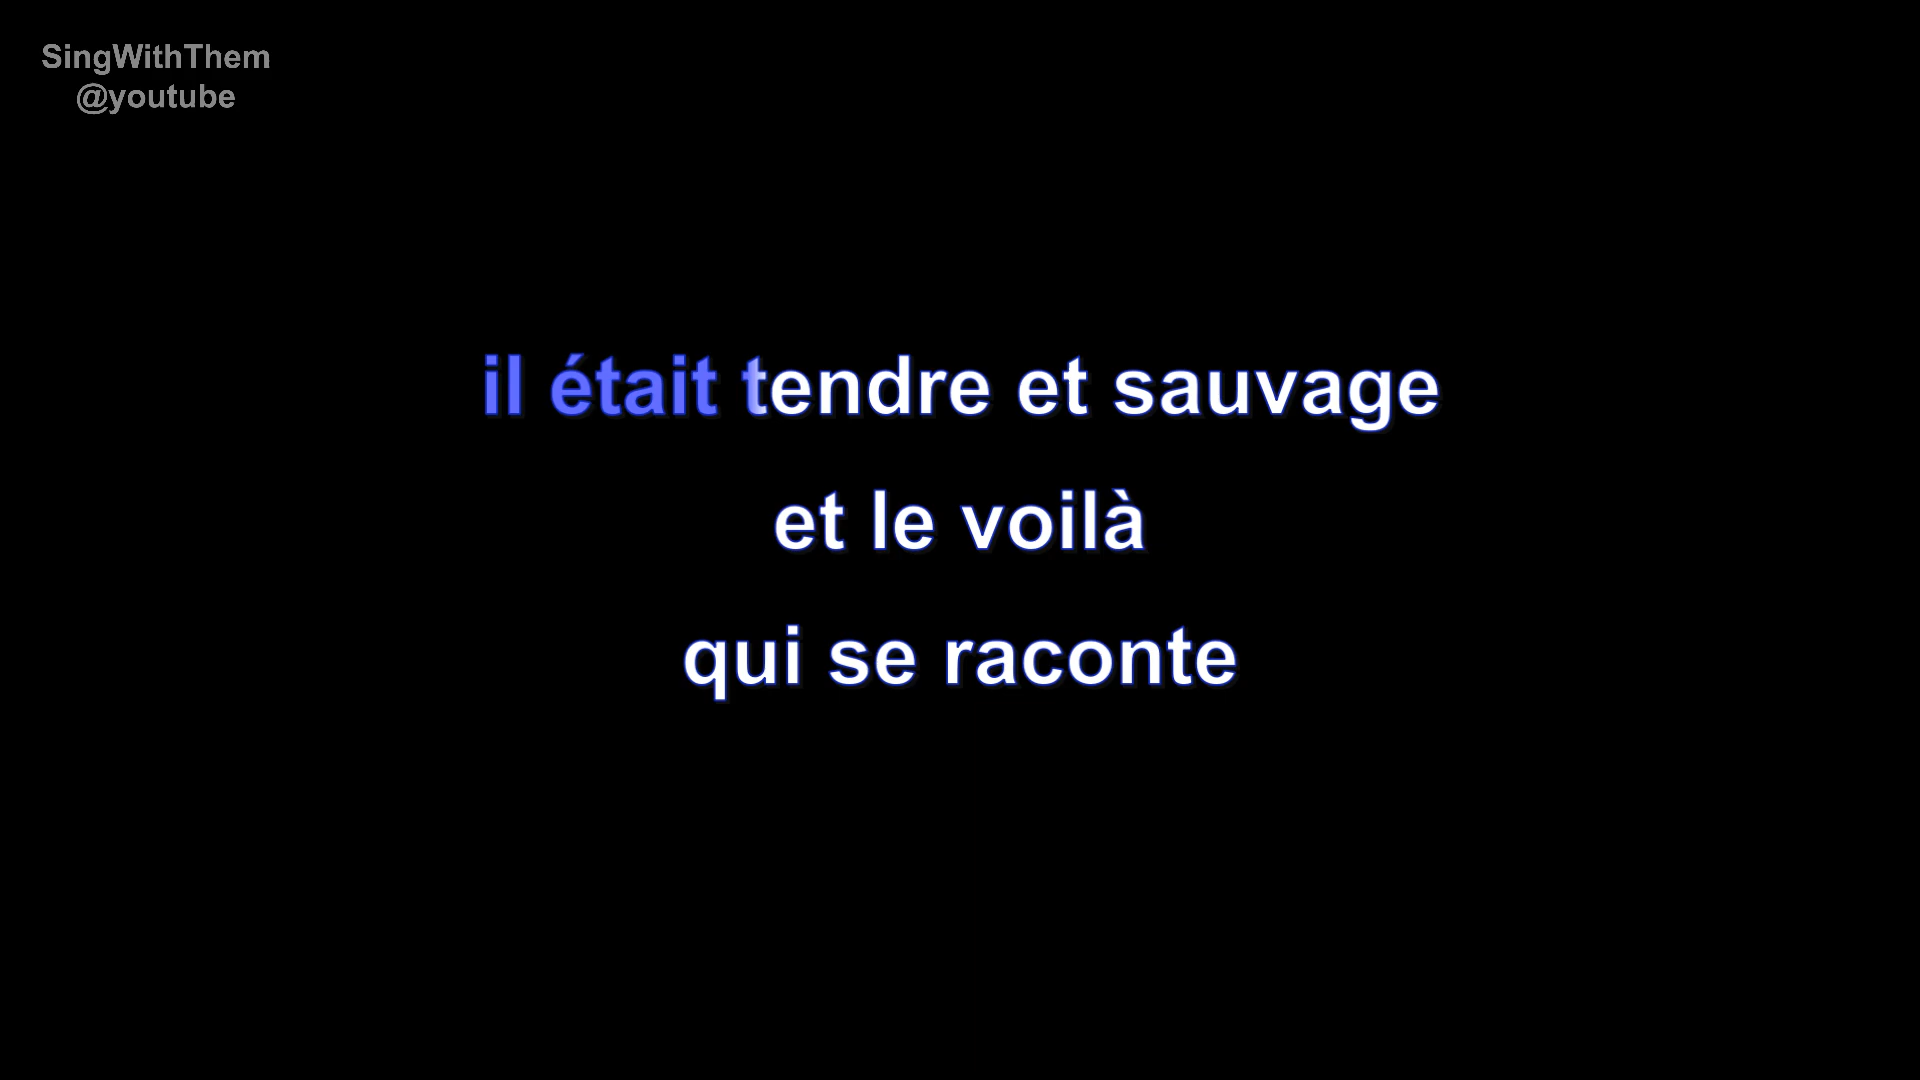 SingWithThem
@youtube
il était tendre et sauvage
et le voilà
qui se raconte